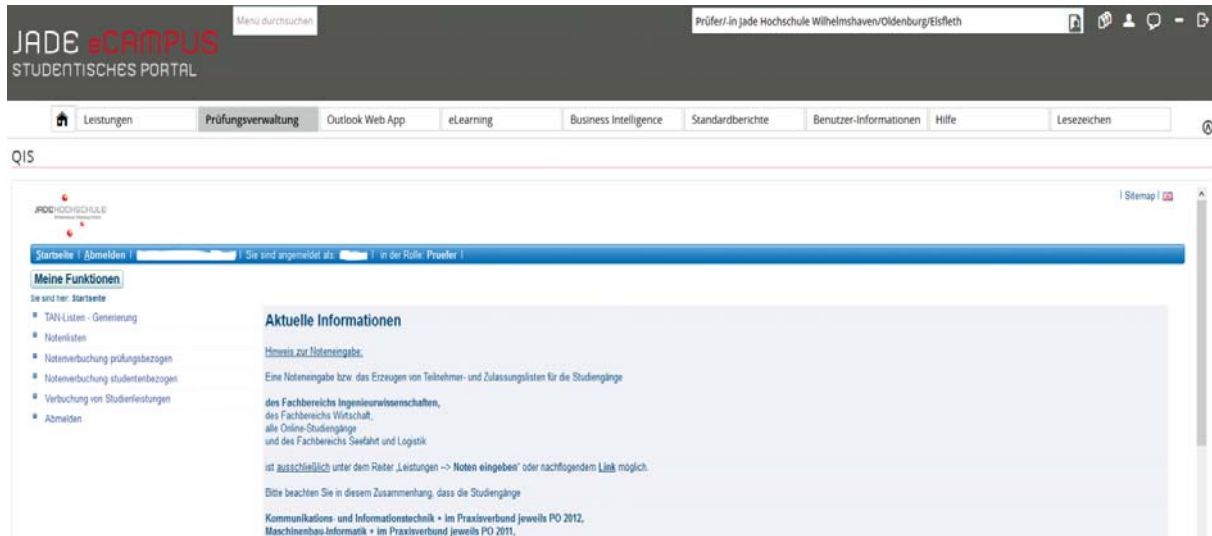 Menü durchsuchen
Prüfer/-in Jade Hochschule Wilhelmshaven/Oldenburg/Elsfleth
JADE eCAMPUS
STUDENTISCHES PORTAL
Leistungen Prüfungsverwaltung Outlook Web App eLearning Business Intelligence Standardberichte Benutzer-Informationen Hilfe Lesezeichen
QIS
JADEHOCHSCHULE
| Sitemap |
Startseite | Abmelden | | Sie sind angemeldet als: | in der Rolle: Pruefer |
Meine Funktionen
Sie sind hier: Startseite
TAN-Listen - Generierung
Notenlisten
Notenverbuchung prüfungsbezogen
Notenverbuchung studentenbezogen
Verbuchung von Studienleistungen
Abmelden
Aktuelle Informationen
Hinweis zur Noteneingabe:
Eine Noteneingabe bzw. das Erzeugen von Teilnehmer- und Zulassungslisten für die Studiengänge
des Fachbereichs Ingenieurwissenschaften,
des Fachbereichs Wirtschaft,
alle Online-Studiengänge
und des Fachbereichs Seefahrt und Logistik
ist ausschließlich unter dem Reiter „Leistungen --> Noten eingeben“ oder nachflogendem Link möglich.
Bitte beachten Sie in diesem Zusammenhang, dass die Studiengänge
Kommunikations- und Informationstechnik + im Praxisverbund jeweils PO 2012,
Maschinenbau-Informatik + im Praxisverbund jeweils PO 2011,